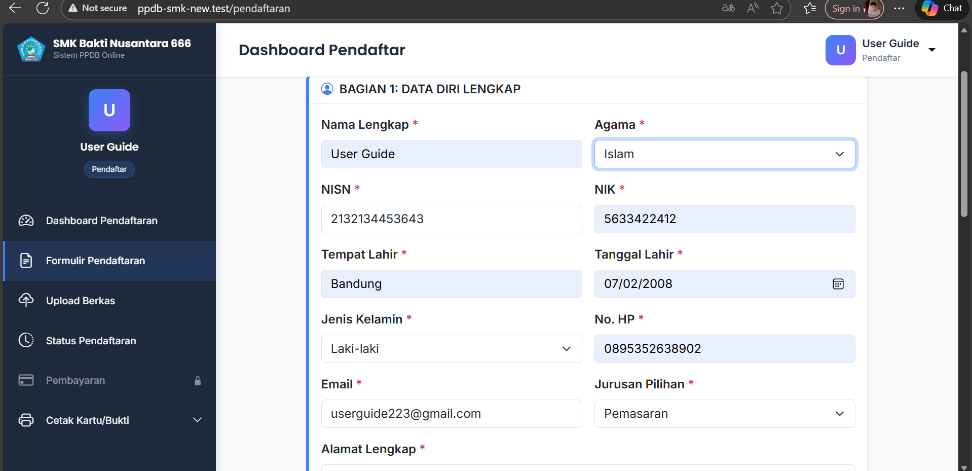 Not secure ppdb-smk-new.test/pendaftaran Sign in Chat
SMK Bakti Nusantara 666
Sistem PPDB Online
Dashboard Pendaftar
U
User Guide
Pendaftar
U
User Guide
Pendaftar
Dashboard Pendaftaran
Formulir Pendaftaran
Upload Berkas
Status Pendaftaran
Pembayaran
Cetak Kartu/Bukti
BAGIAN 1: DATA DIRI LENGKAP
Nama Lengkap * Agama *
User Guide Islam
NISN * NIK *
2132134453643 5633422412
Tempat Lahir * Tanggal Lahir *
Bandung 07/02/2008
Jenis Kelamin * No. HP *
Laki-laki 0895352638902
Email * Jurusan Pilihan *
userguide223@gmail.com Pemasaran
Alamat Lengkap *